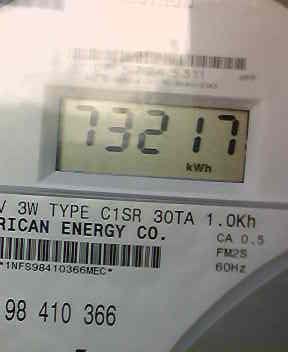 73217
kWh
V 3W TYPE C1SR 30TA 1.0Kh
RICAN ENERGY CO.
CA 0.5
FM2S
60Hz
*1NFS98410366MEC*
98 410 366